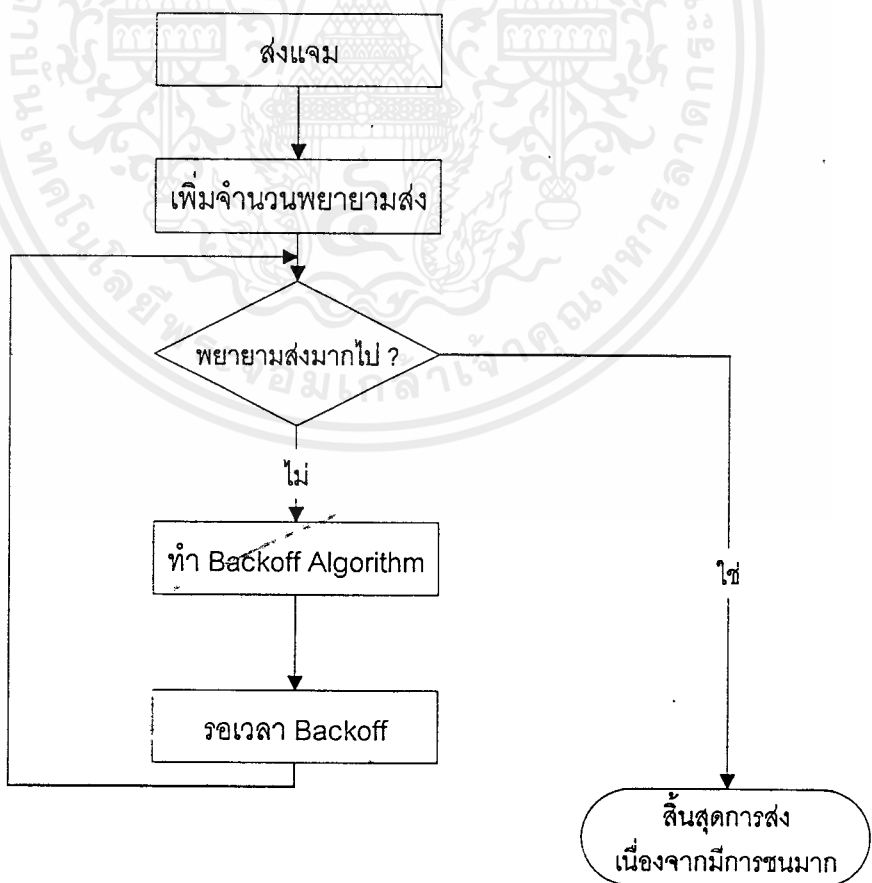 ส่งแจม
เพิ่มจำนวนพยายามส่ง
พยายามส่งมากไป ?
ไม่
ทำ Backoff Algorithm
ใช่
รอเวลา Backoff
สิ้นสุดการส่ง
เนื่องจากมีการชนมาก